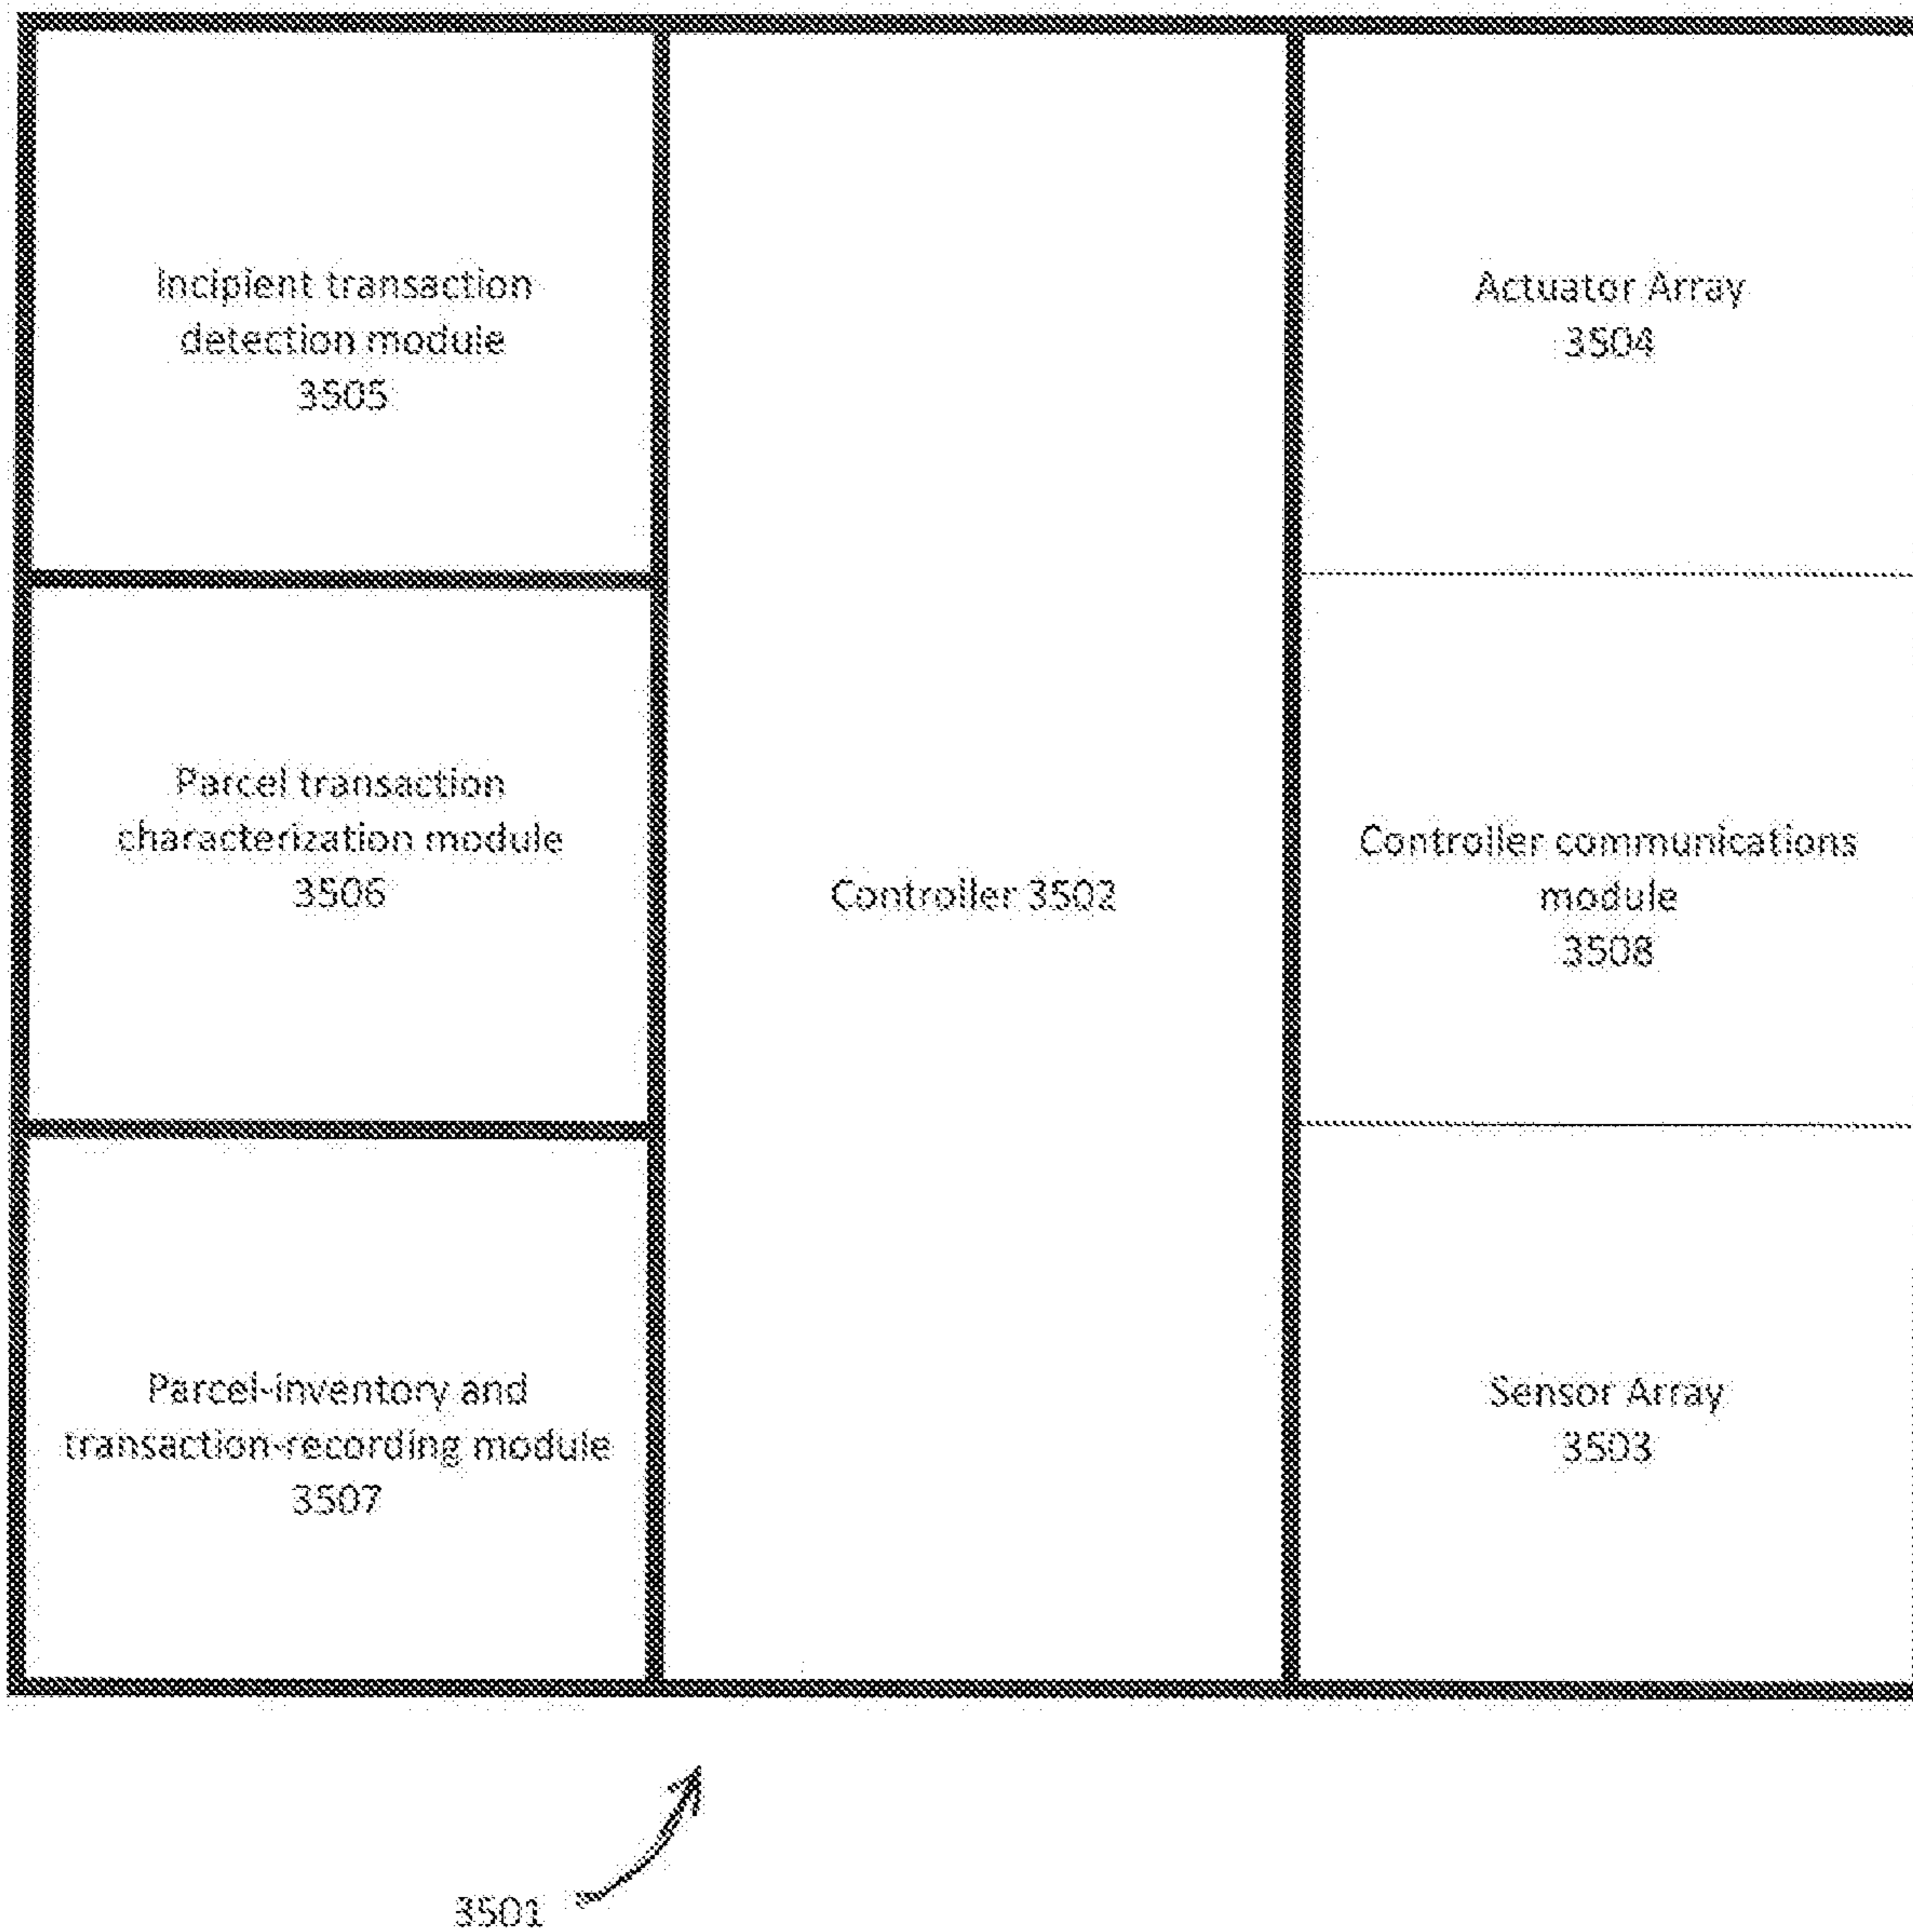 Incipient transaction
detection module
3505
Parcel transaction
characterization module
3506
Parcel-inventory and
transaction-recording module
3507
Controller 3502
Actuator Array
3504
Controller communications
module
3508
Sensor Array
3503
3501